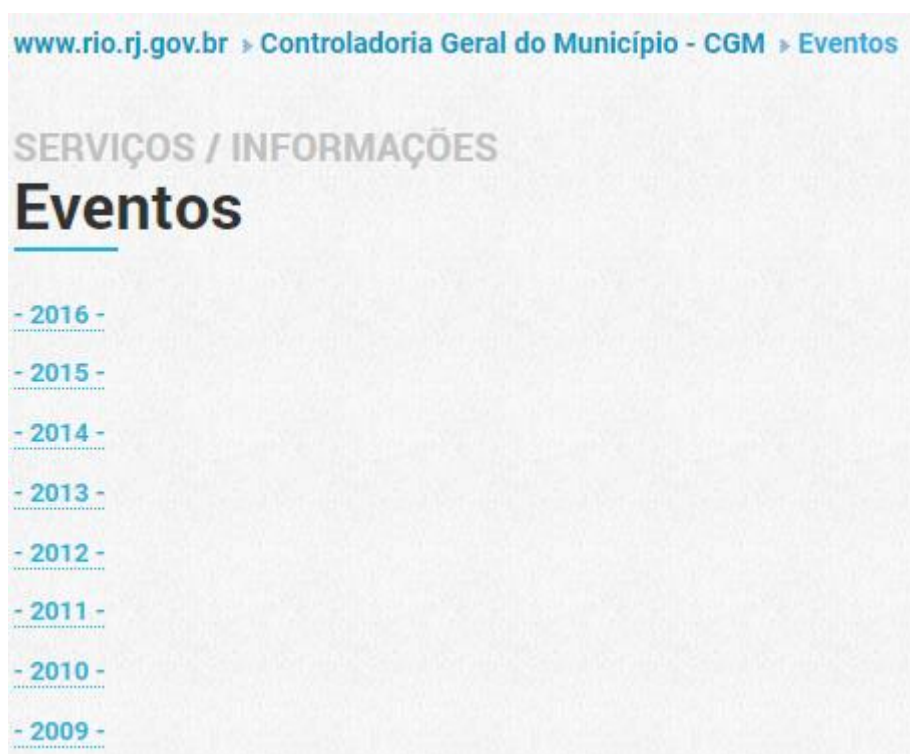 www.rio.rj.gov.br » Controladoria Geral do Município - CGM » Eventos
SERVIÇOS / INFORMAÇÕES
Eventos
- 2016 -
- 2015 -
- 2014 -
- 2013 -
- 2012 -
- 2011 -
- 2010 -
- 2009 -